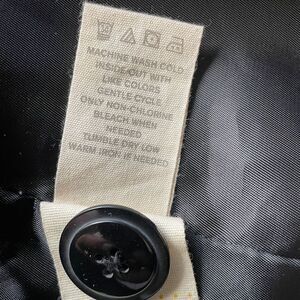 MACHINE WASH COLD
INSIDE OUT WITH
LIKE COLORS
GENTLE CYCLE
ONLY NON-CHLORINE
BLEACH WHEN
NEEDED
TUMBLE DRY LOW
WARM IRON IF NEEDED